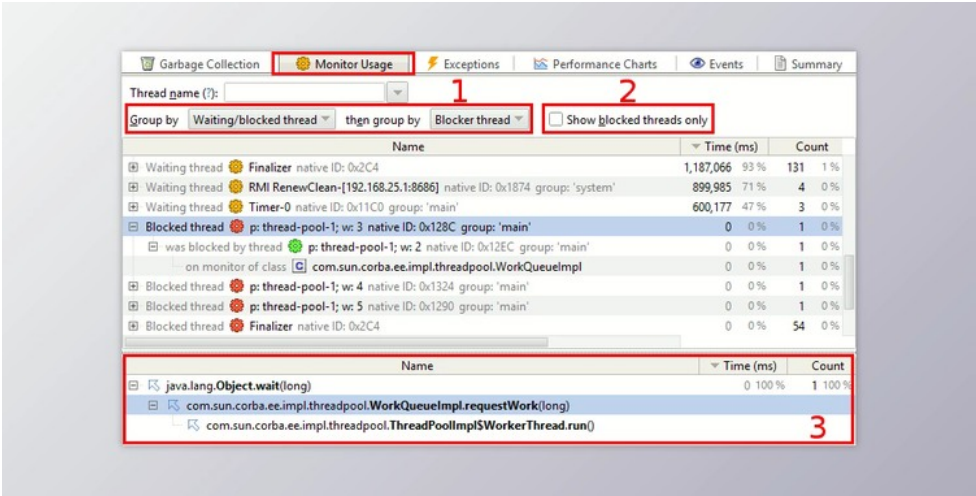 Garbage Collection Monitor Usage Exceptions Performance Charts Events Summary
Thread name (?):
1 2
Group by Waiting/blocked thread then group by Blocker thread Show blocked threads only
Name Time (ms) Count
Waiting thread Finalizer native ID: 0x2C4 1,187,066 93 % 131 1 %
Waiting thread RMI RenewClean-[192.168.25.1:8686] native ID: 0x1874 group: 'system' 899,985 71 % 4 0 %
Waiting thread Timer-0 native ID: 0x11C0 group: 'main' 600,177 47 % 3 0 %
Blocked thread p: thread-pool-1; w: 3 native ID: 0x128C group: 'main' 0 0 % 1 0 %
was blocked by thread p: thread-pool-1; w: 2 native ID: 0x12EC group: 'main' 0 0 % 1 0 %
on monitor of class C com.sun.corba.ee.impl.threadpool.WorkQueueImpl 0 0 % 1 0 %
Blocked thread p: thread-pool-1; w: 4 native ID: 0x1324 group: 'main' 0 0 % 1 0 %
Blocked thread p: thread-pool-1; w: 5 native ID: 0x1290 group: 'main' 0 0 % 1 0 %
Blocked thread Finalizer native ID: 0x2C4 0 0 % 54 0 %
Name Time (ms) Count
java.lang.Object.wait(long) 0 100 % 1 100 %
com.sun.corba.ee.impl.threadpool.WorkQueueImpl.requestWork(long)
com.sun.corba.ee.impl.threadpool.ThreadPoolImpl$WorkerThread.run()
3